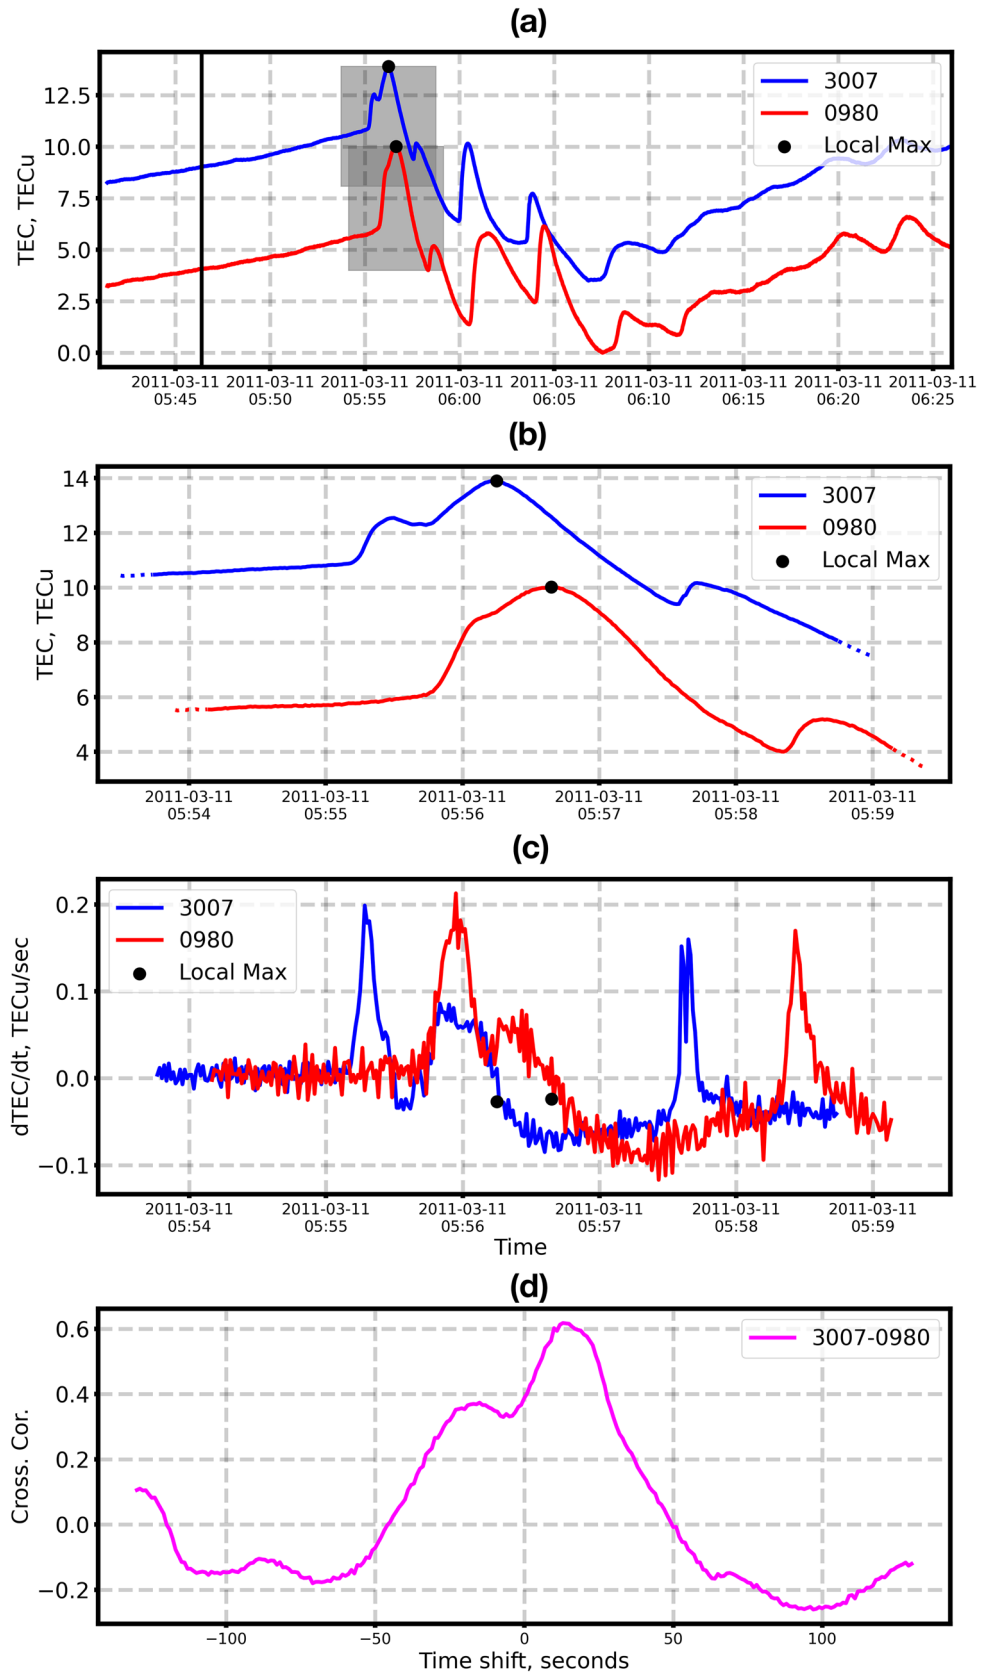 (a)
TEC, TECu
12.5
10.0
7.5
5.0
2.5
0.0
3007
0980
Local Max
2011-03-11 2011-03-11 2011-03-11 2011-03-11 2011-03-11 2011-03-11 2011-03-11 2011-03-11 2011-03-11
05:45 05:50 05:55 06:00 06:05 06:10 06:15 06:20 06:25
(b)
TEC, TECu
14
12
10
8
6
4
3007
0980
Local Max
2011-03-11 2011-03-11 2011-03-11 2011-03-11 2011-03-11 2011-03-11
05:54 05:55 05:56 05:57 05:58 05:59
(c)
dTEC/dt, TECu/sec
0.2
0.1
0.0
−0.1
3007
0980
Local Max
2011-03-11 2011-03-11 2011-03-11 2011-03-11 2011-03-11 2011-03-11
05:54 05:55 05:56 05:57 05:58 05:59
Time
(d)
Cross. Cor.
0.6
0.4
0.2
0.0
−0.2
3007-0980
−100 −50 0 50 100
Time shift, seconds